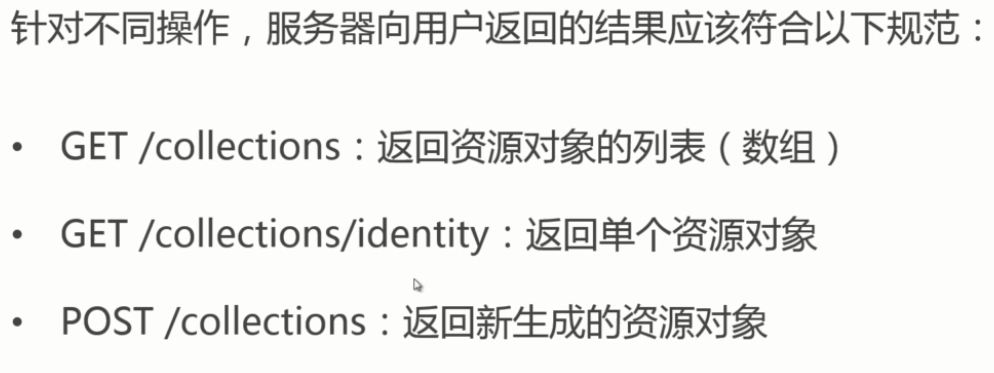 针对不同操作，服务器向用户返回的结果应该符合以下规范：
• GET /collections：返回资源对象的列表（数组）
• GET /collections/identity：返回单个资源对象
• POST /collections：返回新生成的资源对象